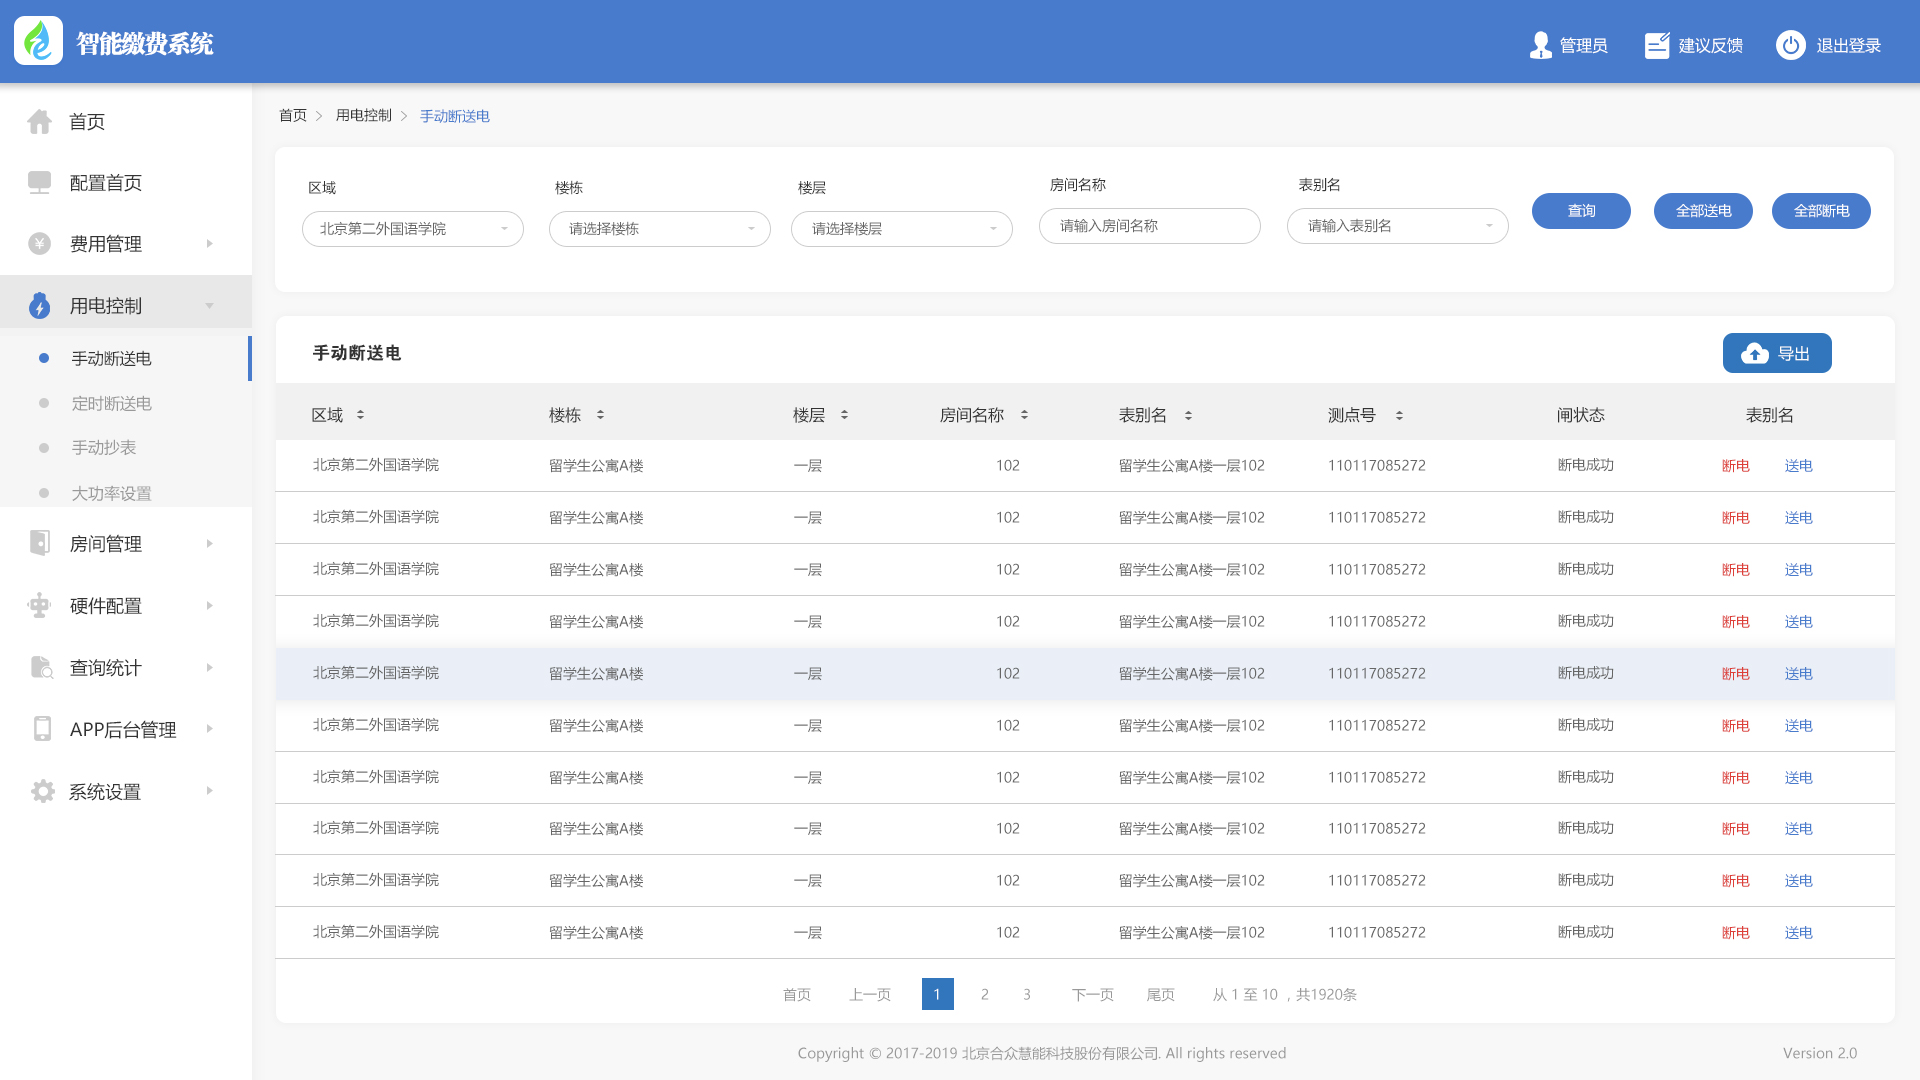 智能缴费系统
管理员 建议反馈 退出登录
首页
配置首页
费用管理
用电控制
手动断送电
定时断送电
手动抄表
大功率设置
房间管理
硬件配置
查询统计
APP后台管理
系统设置
首页 > 用电控制 > 手动断送电
区域 楼栋 楼层 房间名称 表别名
北京第二外国语学院 请选择楼栋 请选择楼层 请输入房间名称 请输入表别名 查询 全部送电 全部断电
手动断送电 导出
区域 楼栋 楼层 房间名称 表别名 测点号 闸状态 表别名
北京第二外国语学院 留学生公寓A楼 一层 102 留学生公寓A楼一层102 110117085272 断电成功 断电 送电
北京第二外国语学院 留学生公寓A楼 一层 102 留学生公寓A楼一层102 110117085272 断电成功 断电 送电
北京第二外国语学院 留学生公寓A楼 一层 102 留学生公寓A楼一层102 110117085272 断电成功 断电 送电
北京第二外国语学院 留学生公寓A楼 一层 102 留学生公寓A楼一层102 110117085272 断电成功 断电 送电
北京第二外国语学院 留学生公寓A楼 一层 102 留学生公寓A楼一层102 110117085272 断电成功 断电 送电
北京第二外国语学院 留学生公寓A楼 一层 102 留学生公寓A楼一层102 110117085272 断电成功 断电 送电
北京第二外国语学院 留学生公寓A楼 一层 102 留学生公寓A楼一层102 110117085272 断电成功 断电 送电
北京第二外国语学院 留学生公寓A楼 一层 102 留学生公寓A楼一层102 110117085272 断电成功 断电 送电
北京第二外国语学院 留学生公寓A楼 一层 102 留学生公寓A楼一层102 110117085272 断电成功 断电 送电
北京第二外国语学院 留学生公寓A楼 一层 102 留学生公寓A楼一层102 110117085272 断电成功 断电 送电
首页 上一页 1 2 3 下一页 尾页 从 1 至 10 ，共1920条
Copyright © 2017-2019 北京合众慧能科技股份有限公司. All rights reserved
Version 2.0